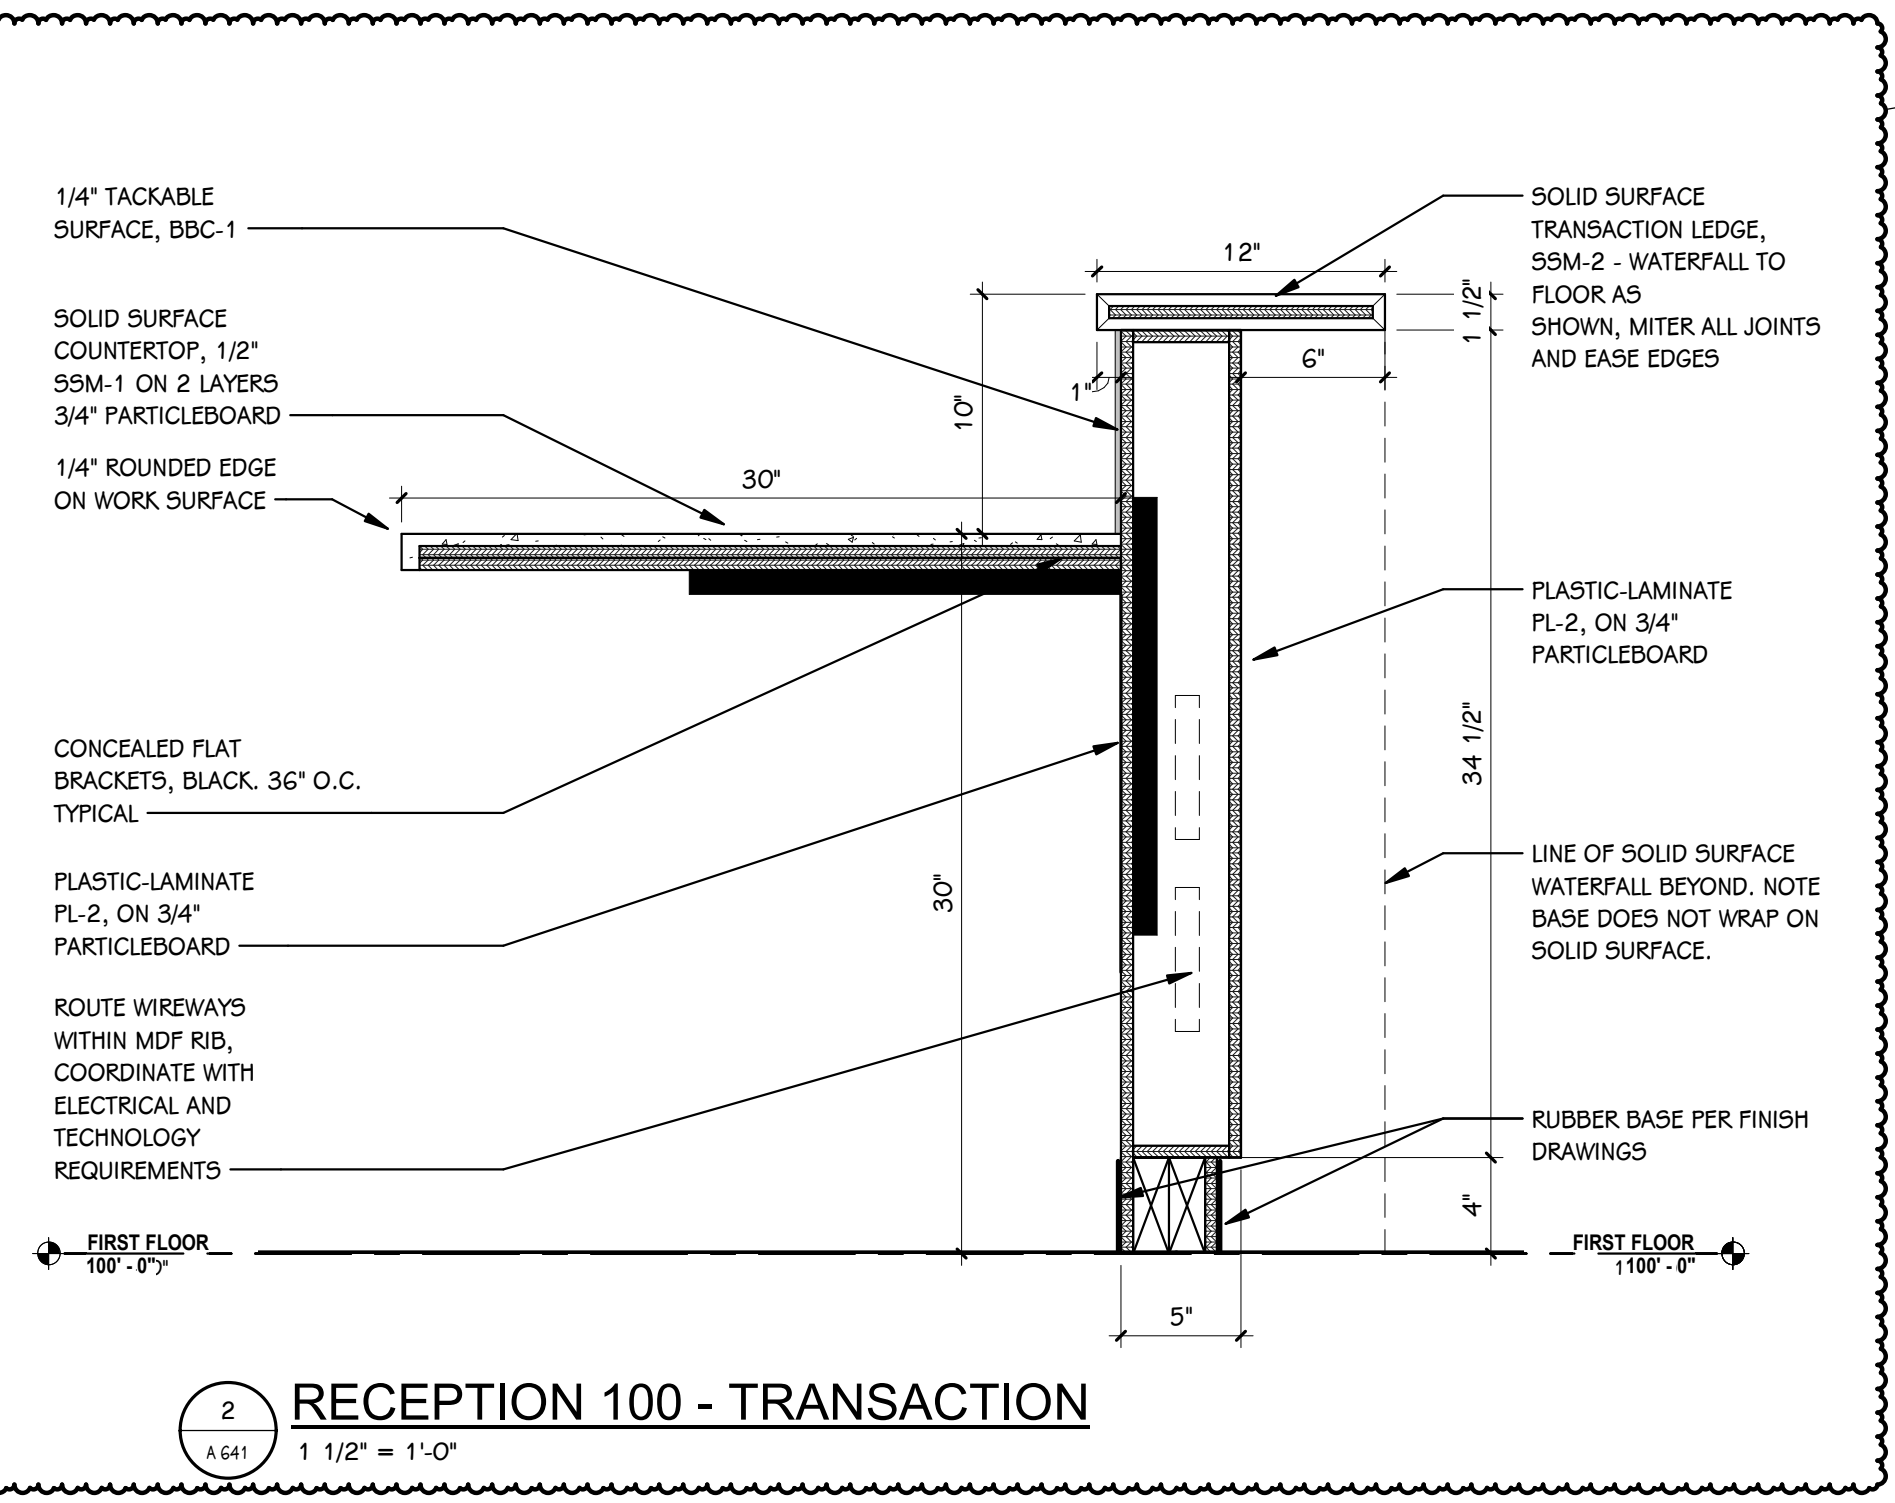 1/4" TACKABLE
SURFACE, BBC-1
SOLID SURFACE
COUNTERTOP, 1/2"
SSM-1 ON 2 LAYERS
3/4" PARTICLEBOARD
1/4" ROUNDED EDGE
ON WORK SURFACE
CONCEALED FLAT
BRACKETS, BLACK. 36" O.C.
TYPICAL
PLASTIC-LAMINATE
PL-2, ON 3/4"
PARTICLEBOARD
ROUTE WIREWAYS
WITHIN MDF RIB,
COORDINATE WITH
ELECTRICAL AND
TECHNOLOGY
REQUIREMENTS
12"
1 1/2"
6"
1"
10"
30"
30"
34 1/2"
4"
5"
SOLID SURFACE
TRANSACTION LEDGE,
SSM-2 - WATERFALL TO
FLOOR AS
SHOWN, MITER ALL JOINTS
AND EASE EDGES
PLASTIC-LAMINATE
PL-2, ON 3/4"
PARTICLEBOARD
LINE OF SOLID SURFACE
WATERFALL BEYOND. NOTE
BASE DOES NOT WRAP ON
SOLID SURFACE.
RUBBER BASE PER FINISH
DRAWINGS
FIRST FLOOR
100' - 0"
FIRST FLOOR
100' - 0"
2
A 641
RECEPTION 100 - TRANSACTION
1 1/2" = 1'-0"